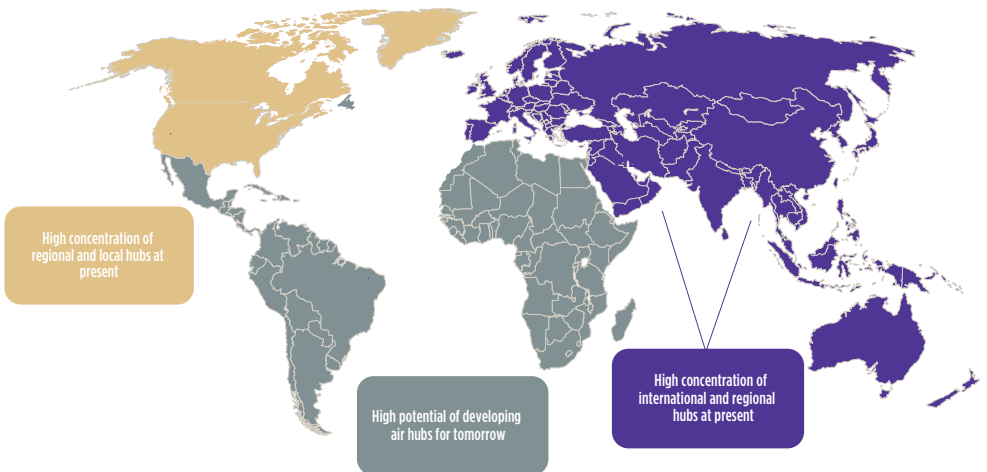 High concentration of
regional and local hubs at
present
High potential of developing
air hubs for tomorrow
High concentration of
international and regional
hubs at present